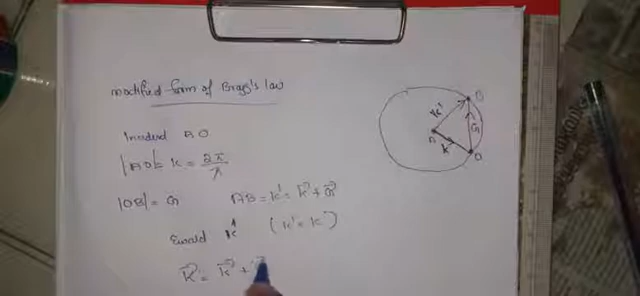 modified form of Bragg's law
B
K'
G
A
K
O
Incident AO
|AO| = K = 2π/λ
|OB| = G AB = K' = K + G
Ewald K (K' = K)
K' = K +